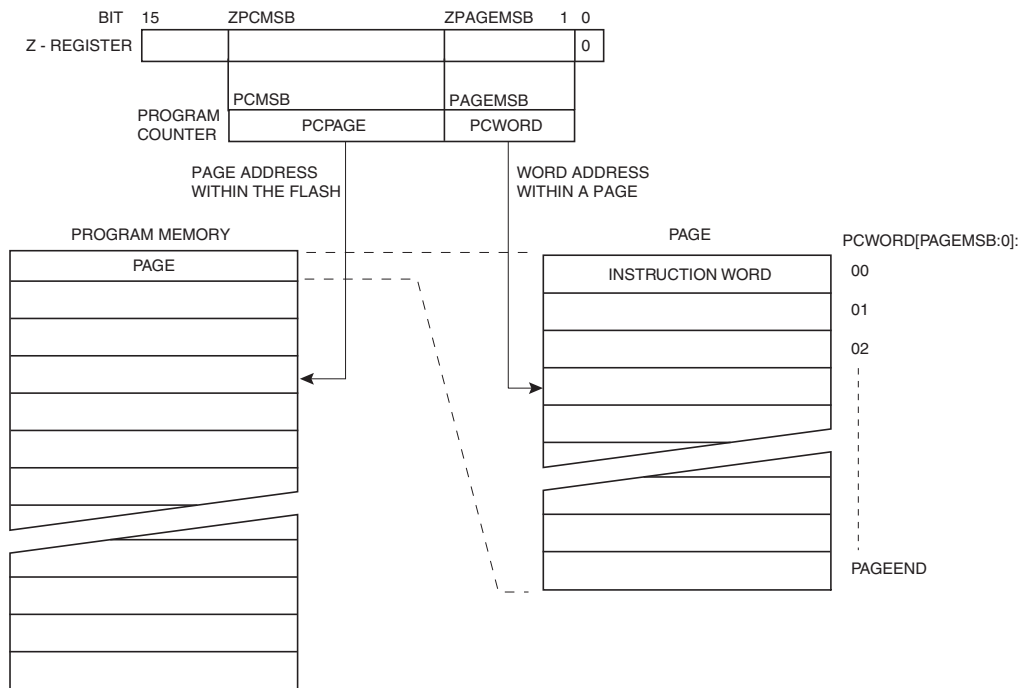 BIT 15 ZPCMSB ZPAGEMSB 1 0
Z - REGISTER 0
PCMSB PAGEMSB
PROGRAM
COUNTER
PCPAGE PCWORD
PAGE ADDRESS
WITHIN THE FLASH
WORD ADDRESS
WITHIN A PAGE
PROGRAM MEMORY
PAGE
PAGE
INSTRUCTION WORD
PCWORD[PAGEMSB:0]:
00
01
02
PAGEEND